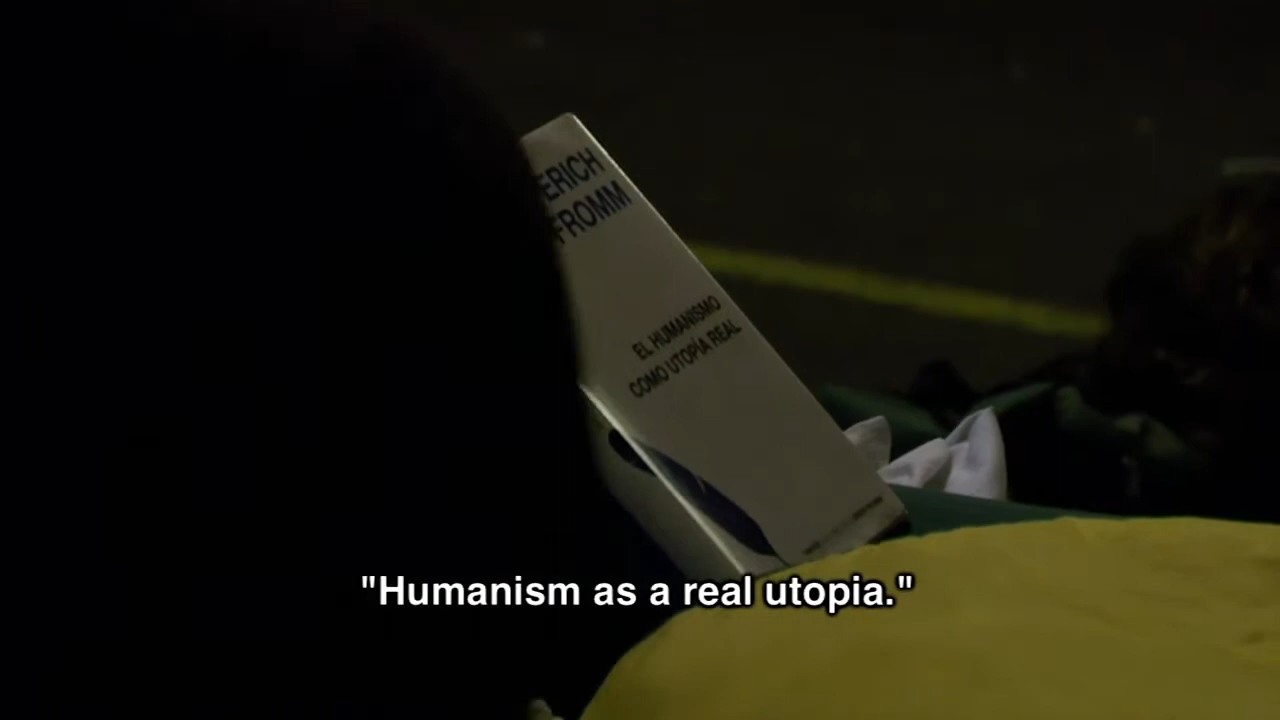 ERICH
FROMM
EL HUMANISMO
COMO UTOPÍA REAL
"Humanism as a real utopia."